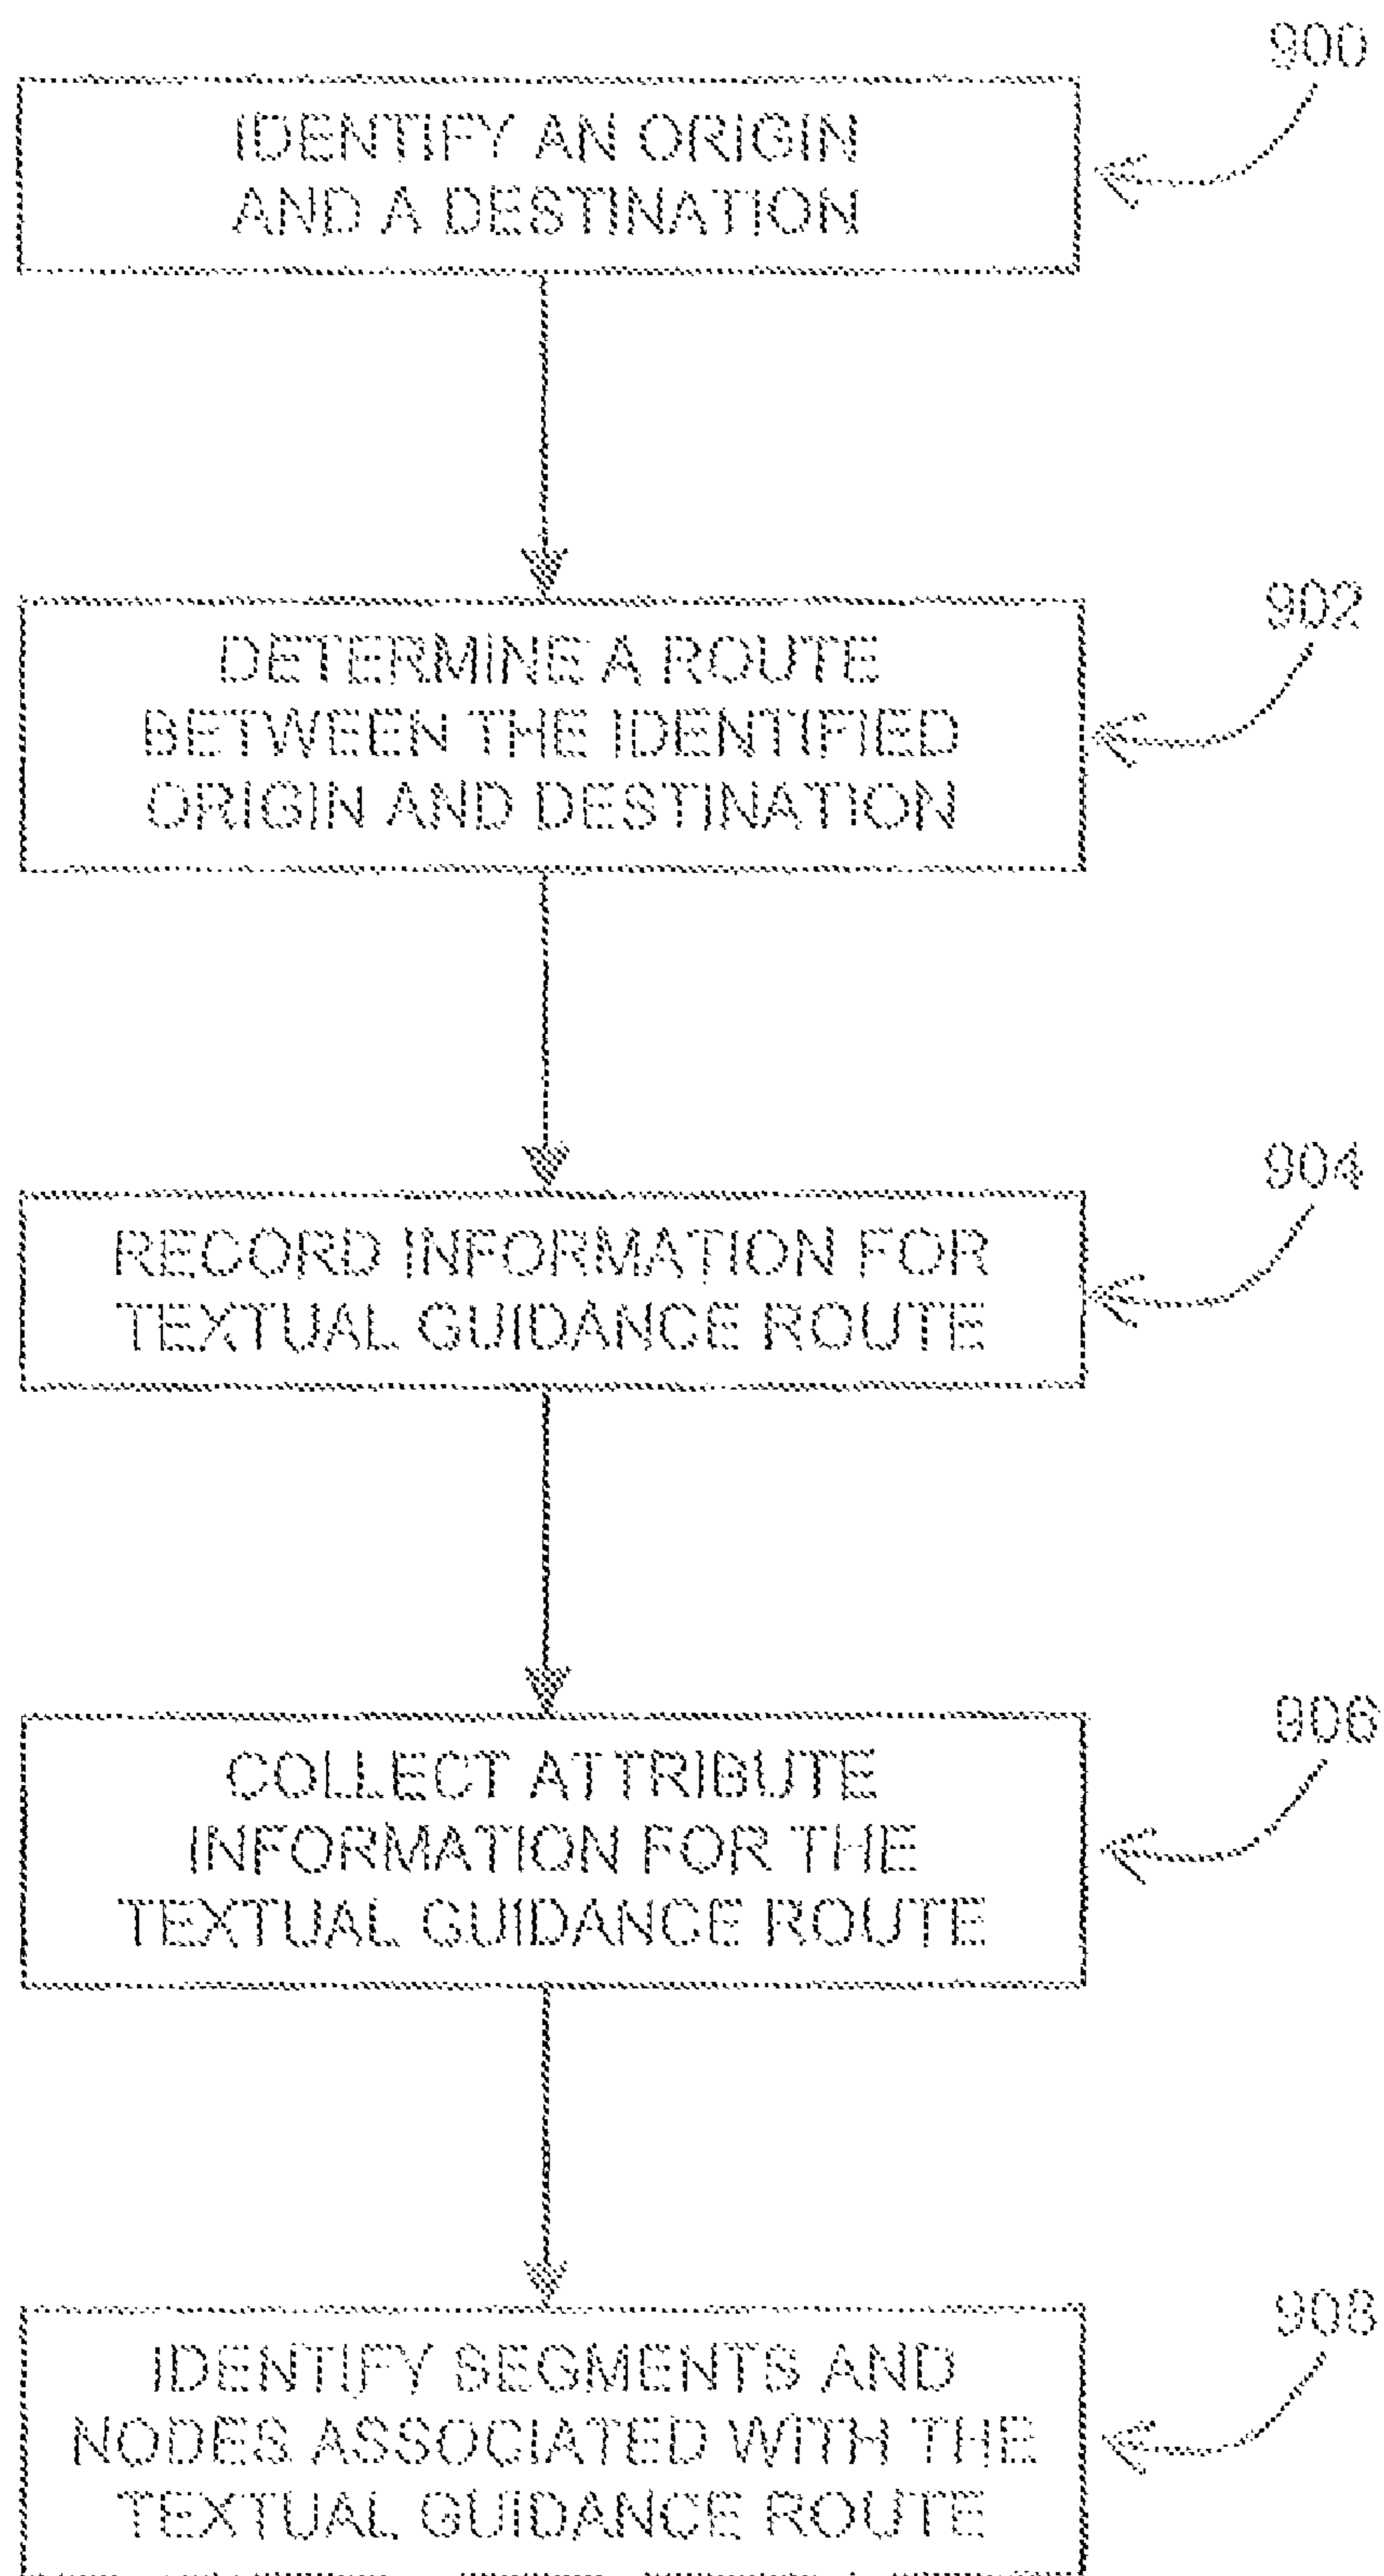 900
IDENTIFY AN ORIGIN
AND A DESTINATION
902
DETERMINE A ROUTE
BETWEEN THE IDENTIFIED
ORIGIN AND DESTINATION
904
RECORD INFORMATION FOR
TEXTUAL GUIDANCE ROUTE
906
COLLECT ATTRIBUTE
INFORMATION FOR THE
TEXTUAL GUIDANCE ROUTE
908
IDENTIFY SEGMENTS AND
NODES ASSOCIATED WITH THE
TEXTUAL GUIDANCE ROUTE